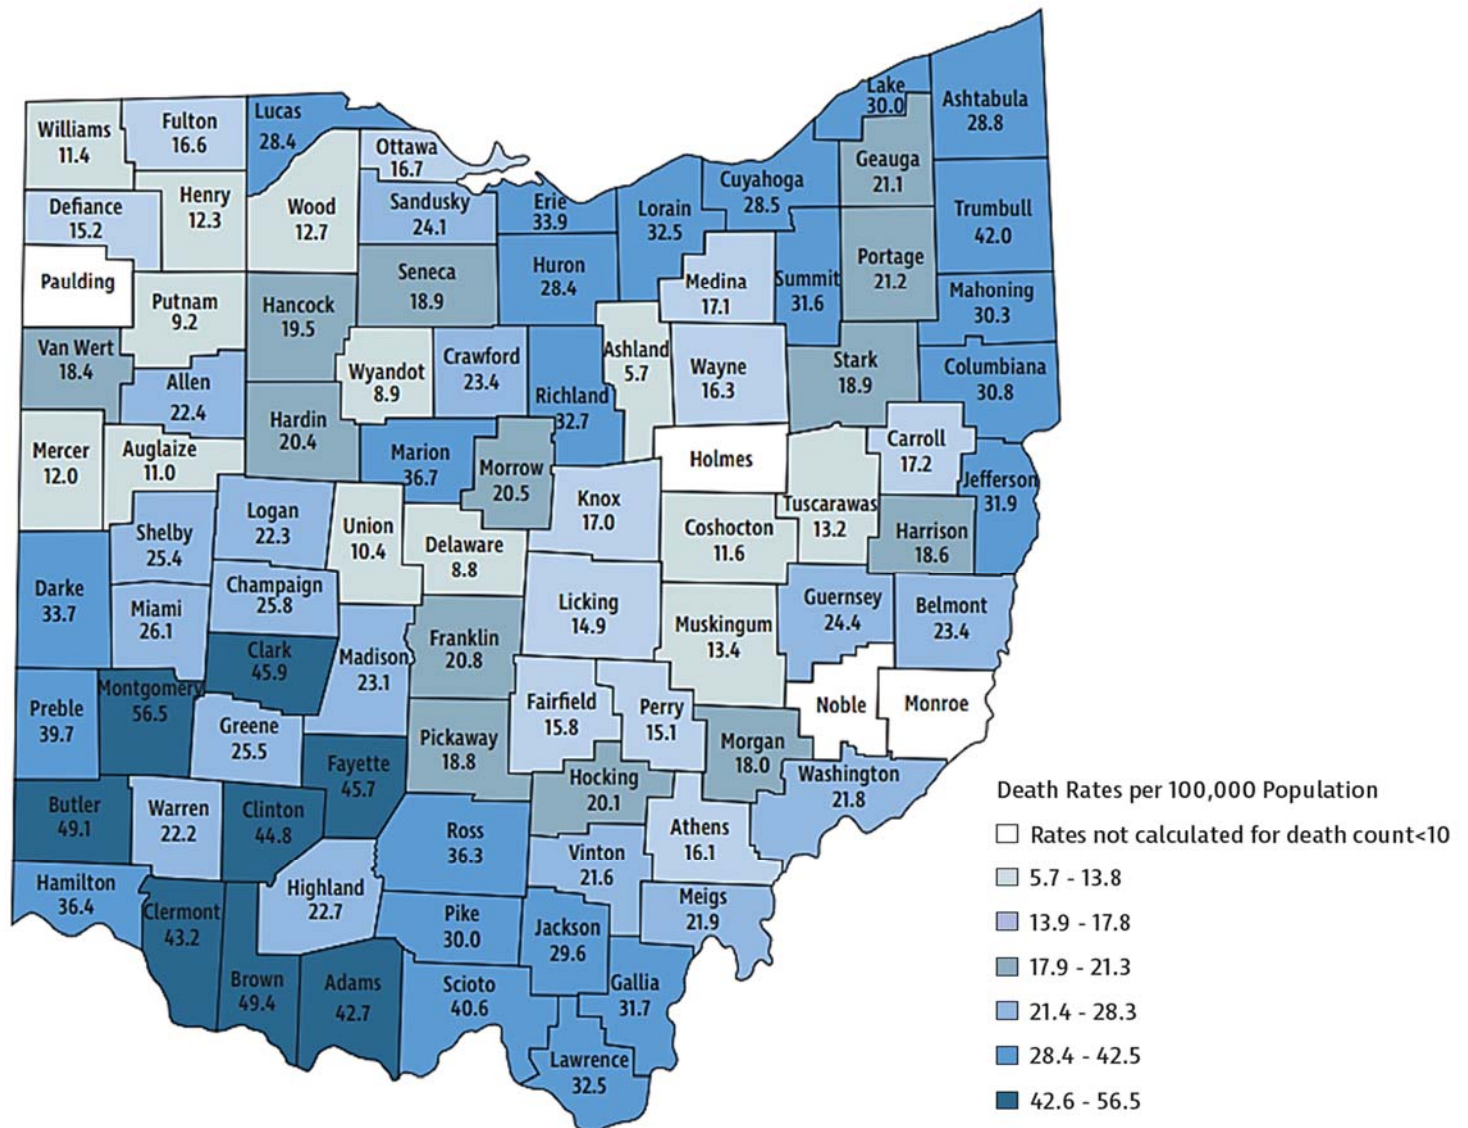 Lake
30.0
Ashtabula
28.8
Williams
11.4
Fulton
16.6
Lucas
28.4
Ottawa
16.7
Geauga
21.1
Henry
12.3
Defiance
15.2
Wood
12.7
Sandusky
24.1
Erie
33.9
Lorain
32.5
Cuyahoga
28.5
Trumbull
42.0
Paulding
Putnam
9.2
Hancock
19.5
Seneca
18.9
Huron
28.4
Medina
17.1
Summit
31.6
Portage
21.2
Mahoning
30.3
Van Wert
18.4
Allen
22.4
Wyandot
8.9
Crawford
23.4
Richland
32.7
Ashland
5.7
Wayne
16.3
Stark
18.9
Columbiana
30.8
Mercer
12.0
Auglaize
11.0
Hardin
20.4
Marion
36.7
Morrow
20.5
Holmes
Carroll
17.2
Jefferson
31.9
Shelby
25.4
Logan
22.3
Union
10.4
Delaware
8.8
Knox
17.0
Coshocton
11.6
Tuscarawas
13.2
Harrison
18.6
Darke
33.7
Miami
26.1
Champaign
25.8
Licking
14.9
Muskingum
13.4
Guernsey
24.4
Belmont
23.4
Clark
45.9
Madison
23.1
Franklin
20.8
Preble
39.7
Montgomery
56.5
Greene
25.5
Fairfield
15.8
Perry
15.1
Noble
Monroe
Fayette
45.7
Pickaway
18.8
Hocking
20.1
Morgan
18.0
Washington
21.8
Butler
49.1
Warren
22.2
Clinton
44.8
Ross
36.3
Vinton
21.6
Athens
16.1
Hamilton
36.4
Clermont
43.2
Highland
22.7
Pike
30.0
Jackson
29.6
Meigs
21.9
Brown
49.4
Adams
42.7
Scioto
40.6
Gallia
31.7
Lawrence
32.5
Death Rates per 100,000 Population
Rates not calculated for death count<10
5.7 - 13.8
13.9 - 17.8
17.9 - 21.3
21.4 - 28.3
28.4 - 42.5
42.6 - 56.5